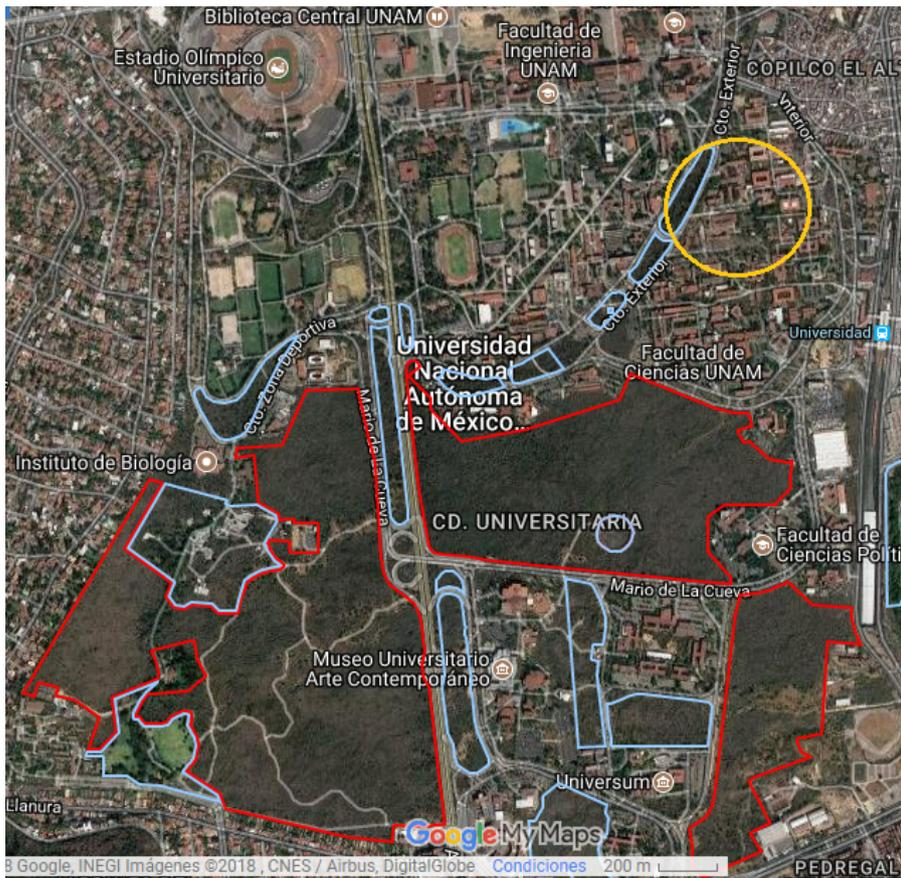 Biblioteca Central UNAM
Estadio Olímpico
Universitario
Facultad de
Ingenieria
UNAM
COPILCO EL AL
Cto. Exterior
Interior
Cto. Exterior
Universidad
Cto. Zona Deportiva
Universidad
Nacional
Autónoma
de México...
Facultad de
Ciencias UNAM
Mario de La Cueva
Instituto de Biología
CD. UNIVERSITARIA
Facultad de
Ciencias Políti
Mario de La Cueva
Museo Universitario
Arte Contemporáneo
Universum
Llanura
Google My Maps
8 Google, INEGI Imágenes ©2018 , CNES / Airbus, DigitalGlobe Condiciones 200 m
PEDREGAL